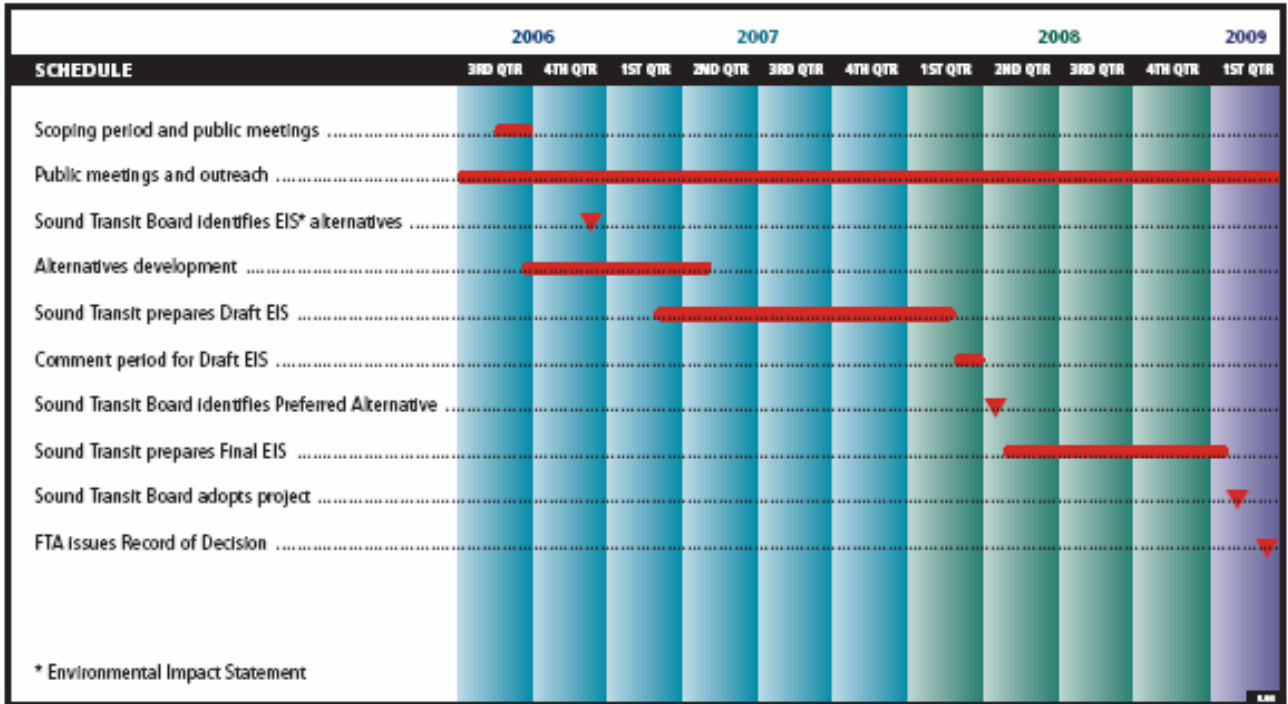 2006 2007 2008 2009
SCHEDULE 3RD QTR 4TH QTR 1ST QTR 2ND QTR 3RD QTR 4TH QTR 1ST QTR 2ND QTR 3RD QTR 4TH QTR 1ST QTR
Scoping period and public meetings
Public meetings and outreach
Sound Transit Board identifies EIS* alternatives
Alternatives development
Sound Transit prepares Draft EIS
Comment period for Draft EIS
Sound Transit Board identifies Preferred Alternative
Sound Transit prepares Final EIS
Sound Transit Board adopts project
FTA issues Record of Decision
* Environmental Impact Statement